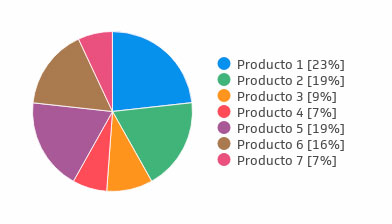 Producto 1 [23%]
Producto 2 [19%]
Producto 3 [9%]
Producto 4 [7%]
Producto 5 [19%]
Producto 6 [16%]
Producto 7 [7%]